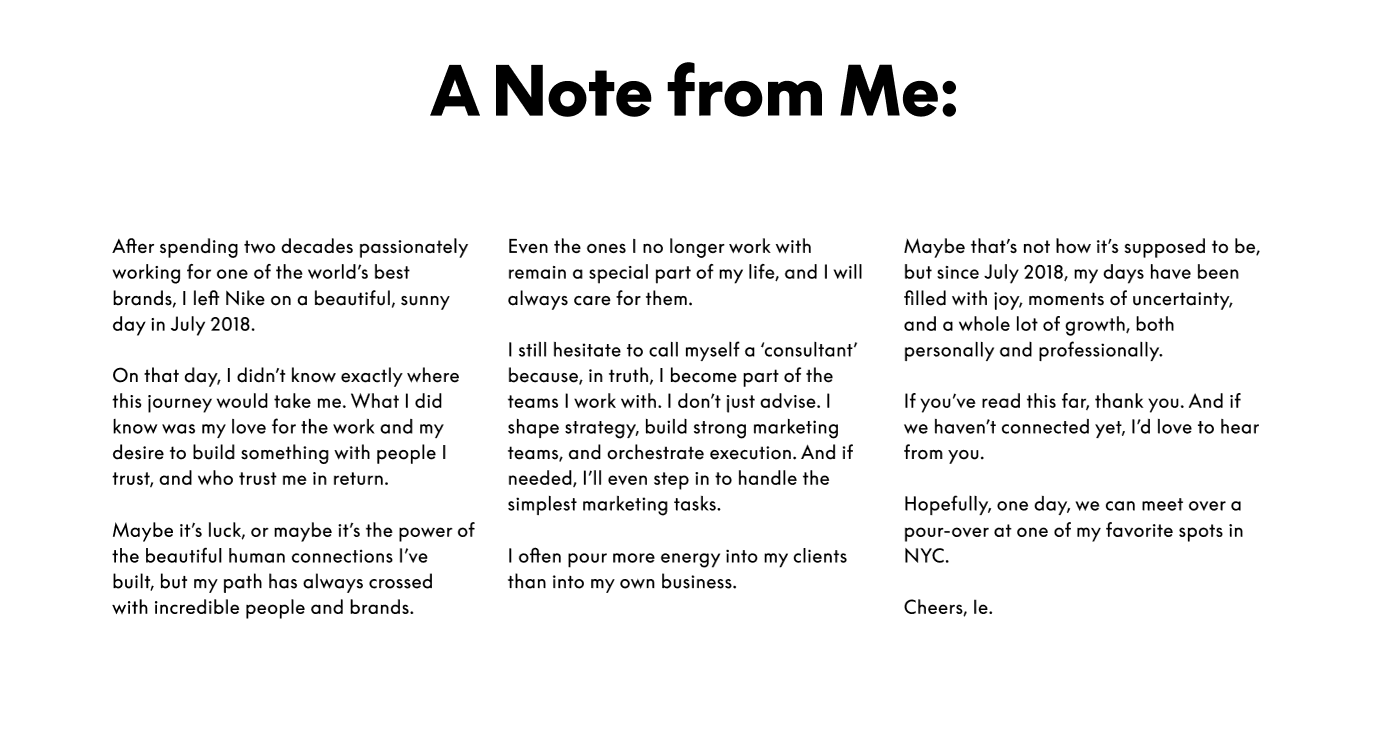 A Note from Me:
After spending two decades passionately
working for one of the world’s best
brands, I left Nike on a beautiful, sunny
day in July 2018.
On that day, I didn’t know exactly where
this journey would take me. What I did
know was my love for the work and my
desire to build something with people I
trust, and who trust me in return.
Maybe it’s luck, or maybe it’s the power of
the beautiful human connections I’ve
built, but my path has always crossed
with incredible people and brands.
Even the ones I no longer work with
remain a special part of my life, and I will
always care for them.
I still hesitate to call myself a ‘consultant’
because, in truth, I become part of the
teams I work with. I don’t just advise. I
shape strategy, build strong marketing
teams, and orchestrate execution. And if
needed, I’ll even step in to handle the
simplest marketing tasks.
I often pour more energy into my clients
than into my own business.
Maybe that’s not how it’s supposed to be,
but since July 2018, my days have been
filled with joy, moments of uncertainty,
and a whole lot of growth, both
personally and professionally.
If you’ve read this far, thank you. And if
we haven’t connected yet, I’d love to hear
from you.
Hopefully, one day, we can meet over a
pour-over at one of my favorite spots in
NYC.
Cheers, Ie.